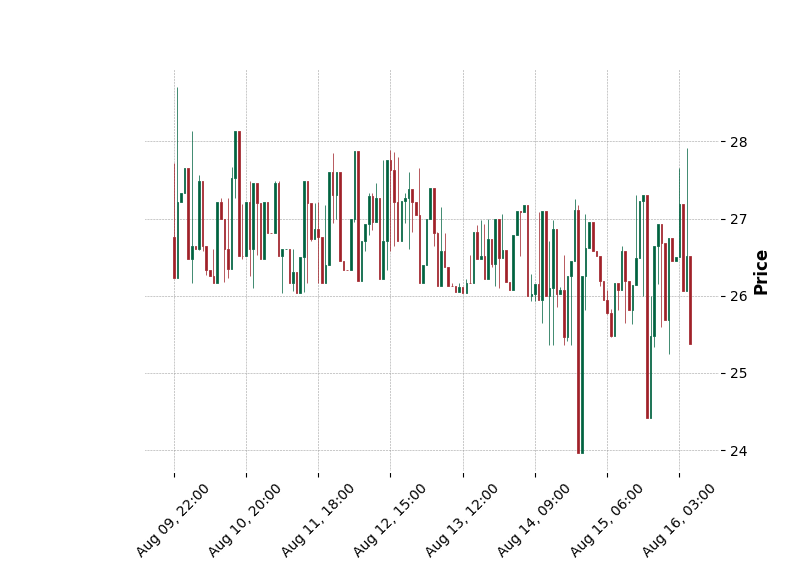 28
27
26
25
24
Price
Aug 09, 22:00
Aug 10, 20:00
Aug 11, 18:00
Aug 12, 15:00
Aug 13, 12:00
Aug 14, 09:00
Aug 15, 06:00
Aug 16, 03:00